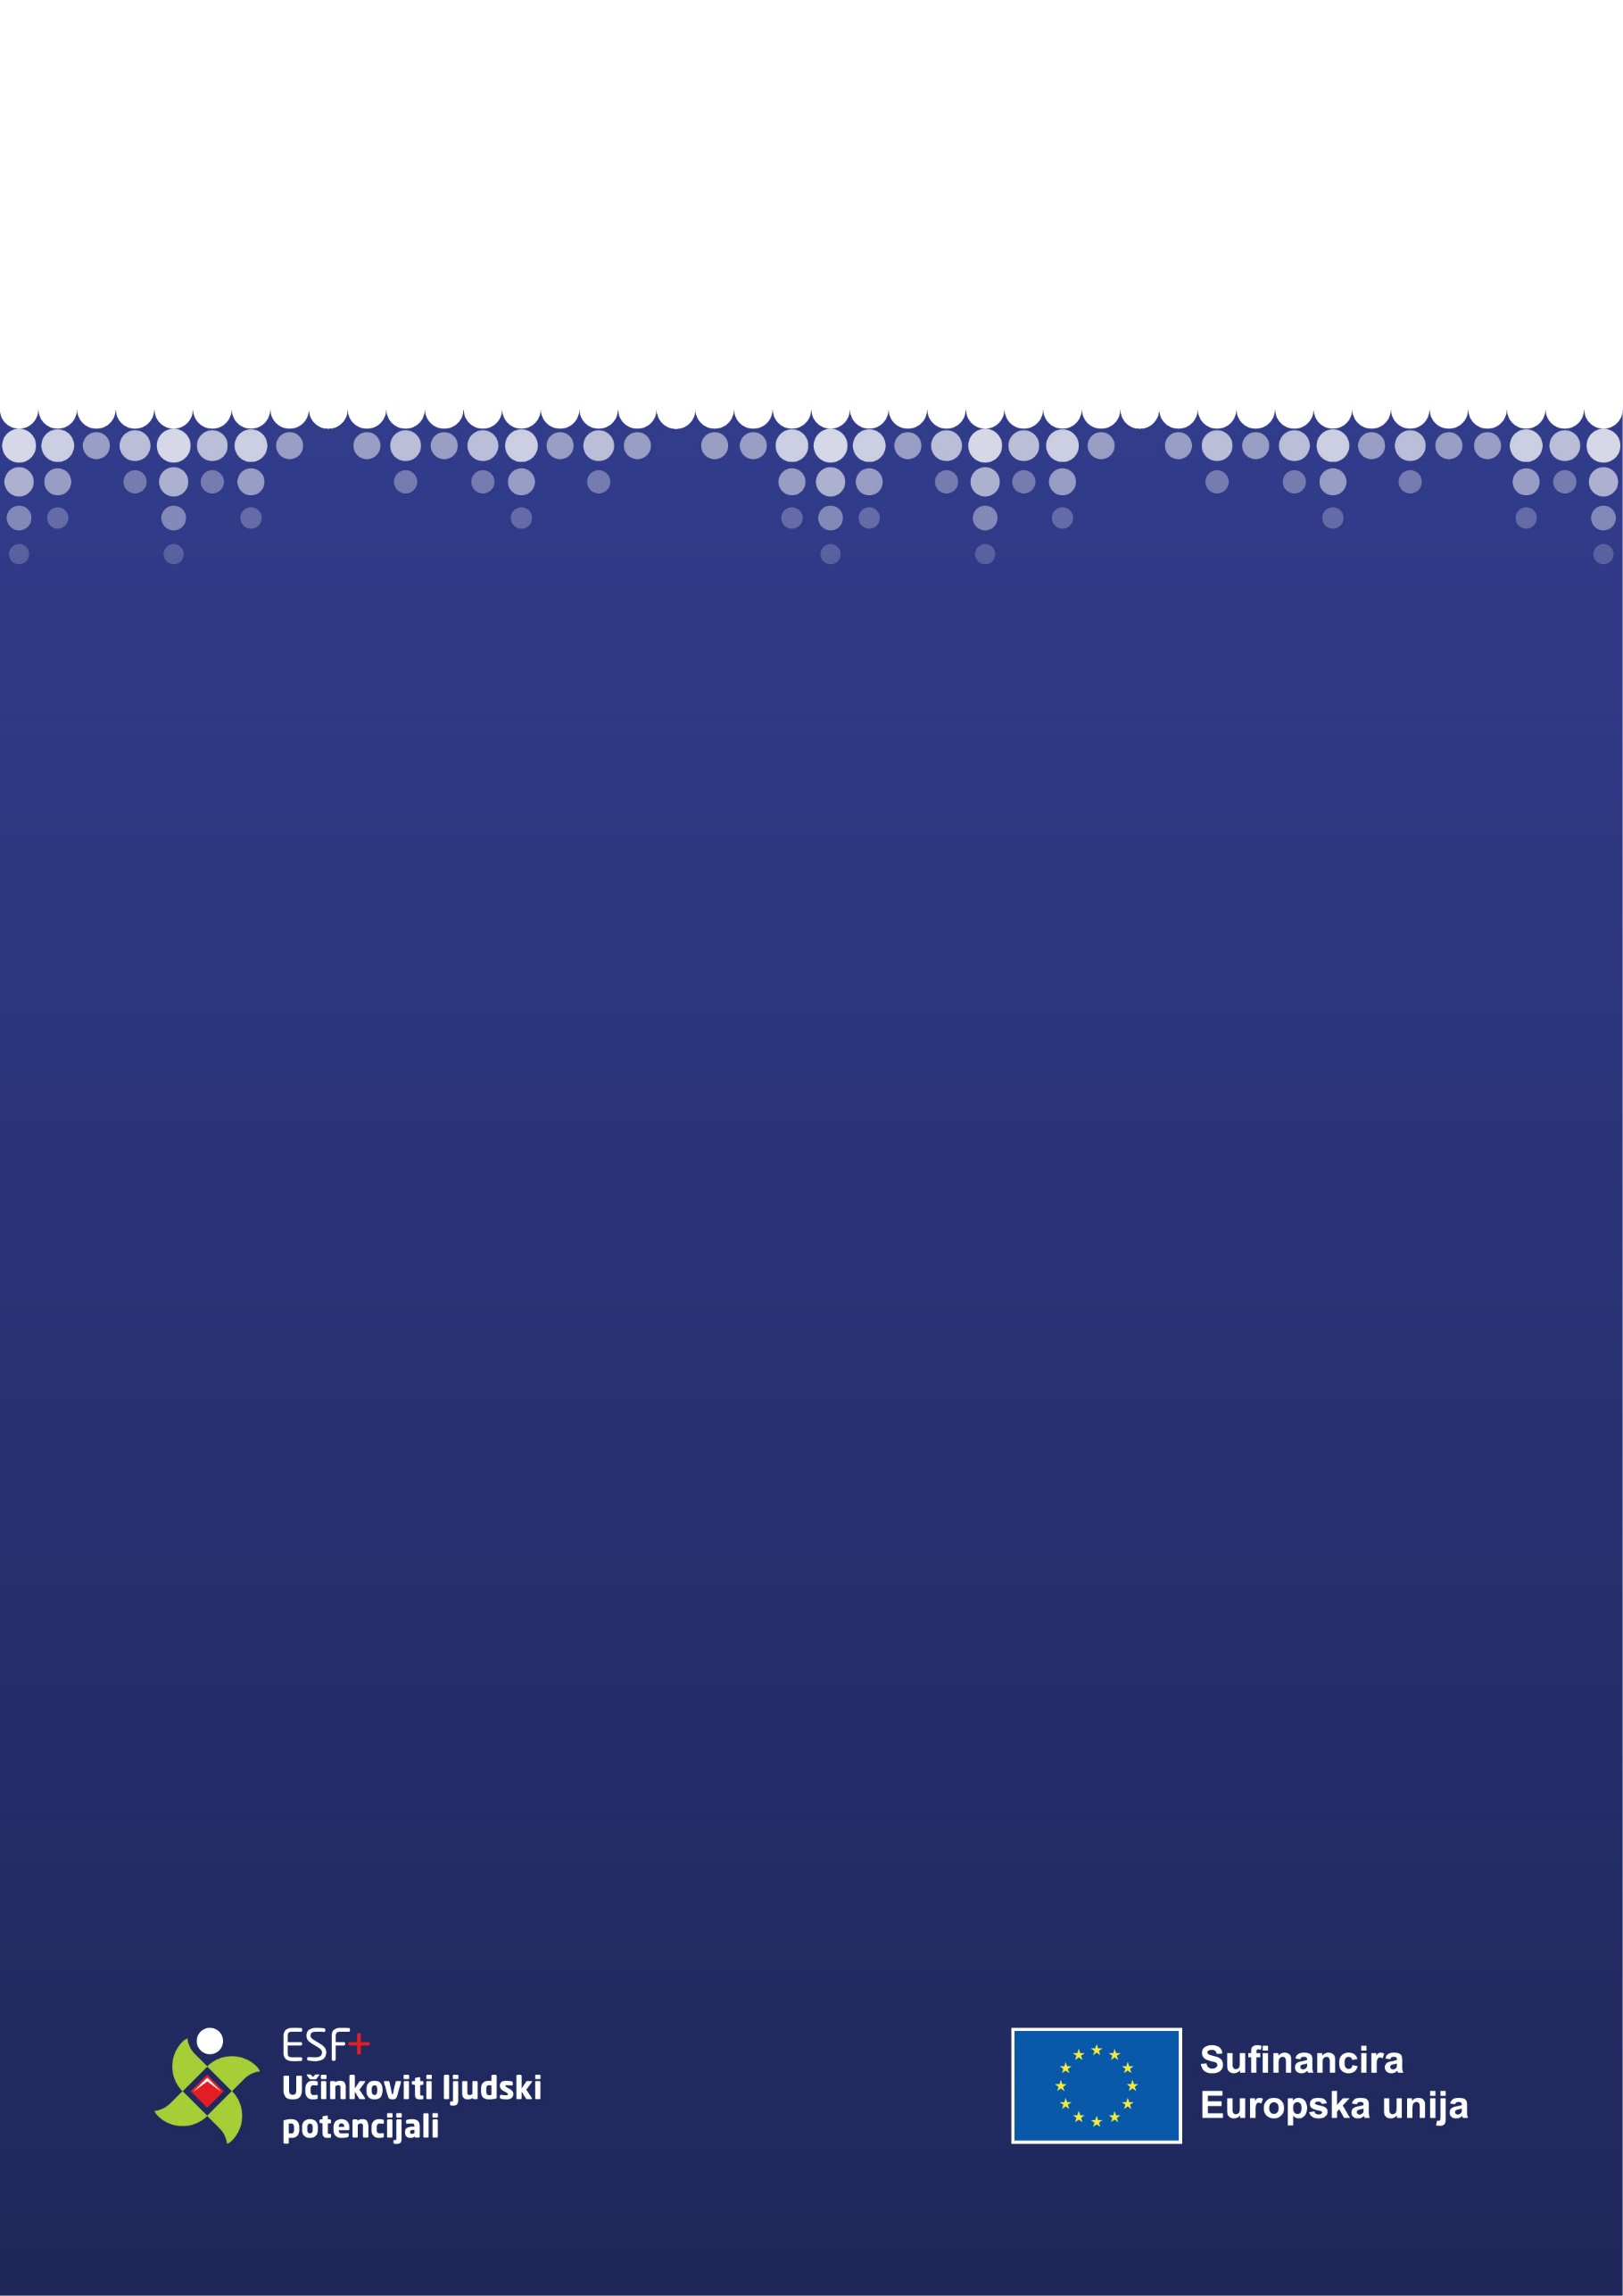 ESF+
Učinkoviti ljudski
potencijali
Sufinancira
Europska unija